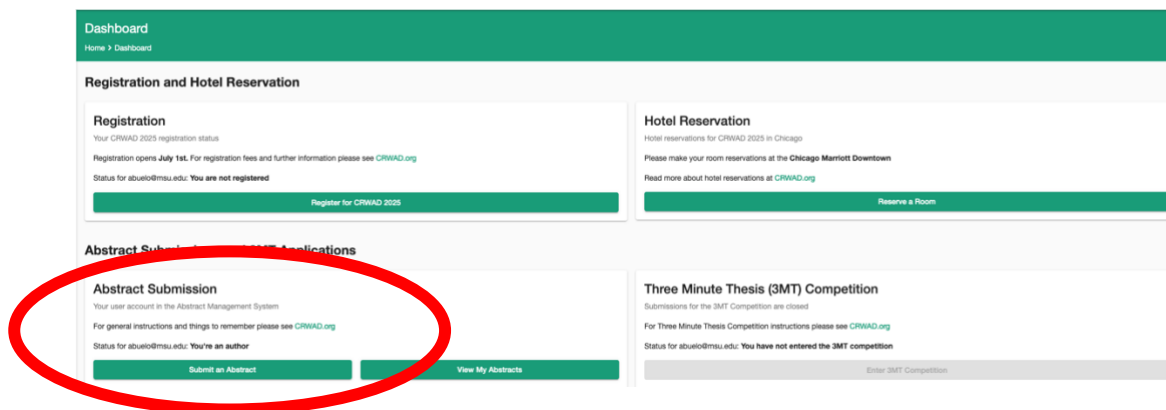 Dashboard
Home > Dashboard
Registration and Hotel Reservation
Registration
Your CRWAD 2025 registration status
Registration opens July 1st. For registration fees and further information please see CRWAD.org
Status for abuelo@msu.edu: You are not registered
Register for CRWAD 2025
Hotel Reservation
Hotel reservations for CRWAD 2025 in Chicago
Please make your room reservations at the Chicago Marriott Downtown
Read more about hotel reservations at CRWAD.org
Reserve a Room
Abstract Applications
Abstract Submission
Your user account in the Abstract Management System
For general instructions and things to remember please see CRWAD.org
Status for abuelo@msu.edu: You're an author
Submit an Abstract
View My Abstracts
Three Minute Thesis (3MT) Competition
Submissions for the 3MT Competition are closed
For Three Minute Thesis Competition instructions please see CRWAD.org
Status for abuelo@msu.edu: You have not entered the 3MT competition
Enter 3MT Competition